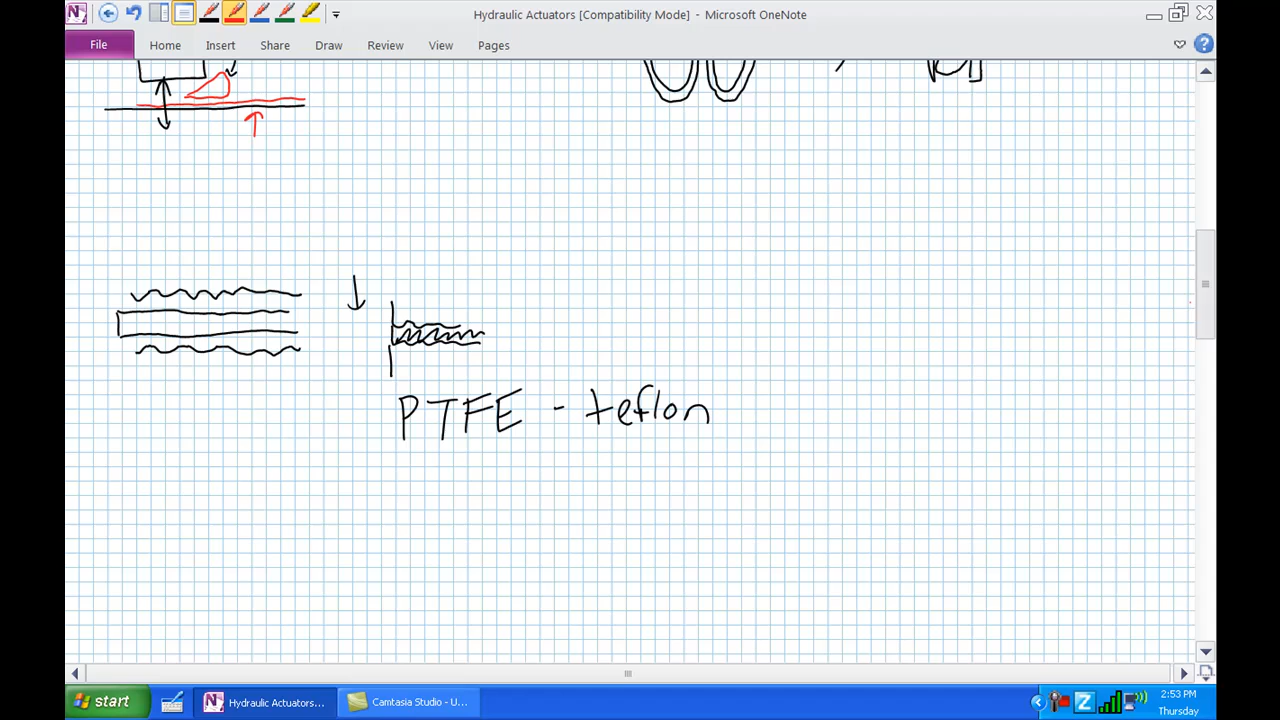 Hydraulic Actuators [Compatibility Mode] - Microsoft OneNote
File Home Insert Share Draw Review View Pages
PTFE - teflon
start Hydraulic Actuators... Camtasia Studio - U... 2:53 PM
Thursday